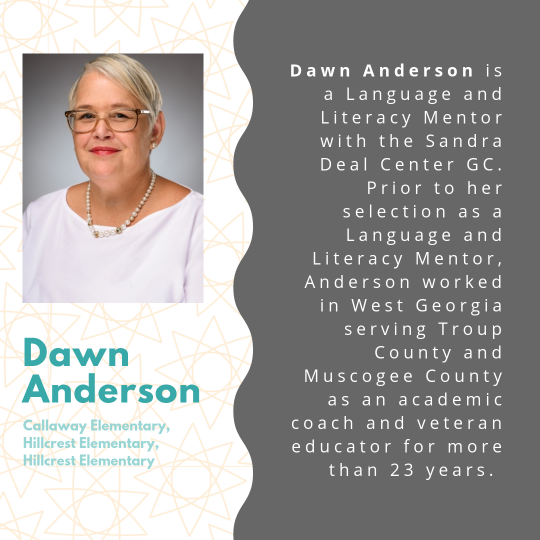 Dawn Anderson is
a Language and
Literacy Mentor
with the Sandra
Deal Center GC.
Prior to her
selection as a
Language and
Literacy Mentor,
Anderson worked
in West Georgia
serving Troup
County and
Muscogee County
as an academic
coach and veteran
educator for more
than 23 years.
Dawn
Anderson
Callaway Elementary,
Hillcrest Elementary,
Hillcrest Elementary